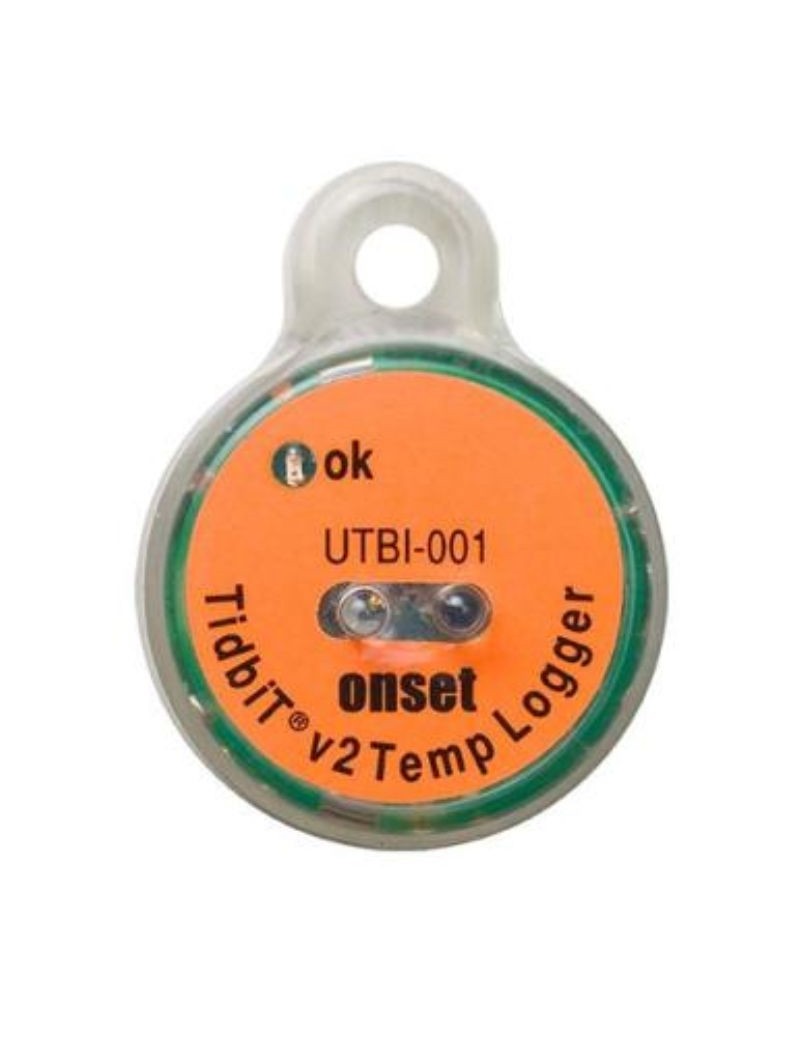 ok
UTBI-001
onset
TidbiT® v2 Temp Logger